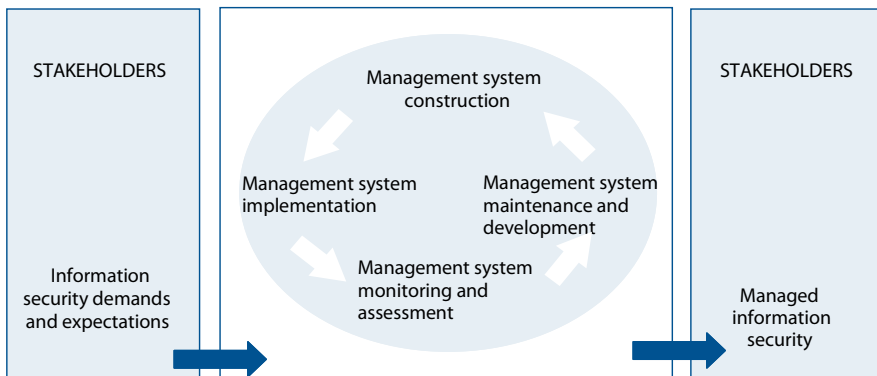 STAKEHOLDERS
Information
security demands
and expectations
Management system
construction
Management system
implementation
Management system
monitoring and
assessment
Management system
maintenance and
development
STAKEHOLDERS
Managed
information
security